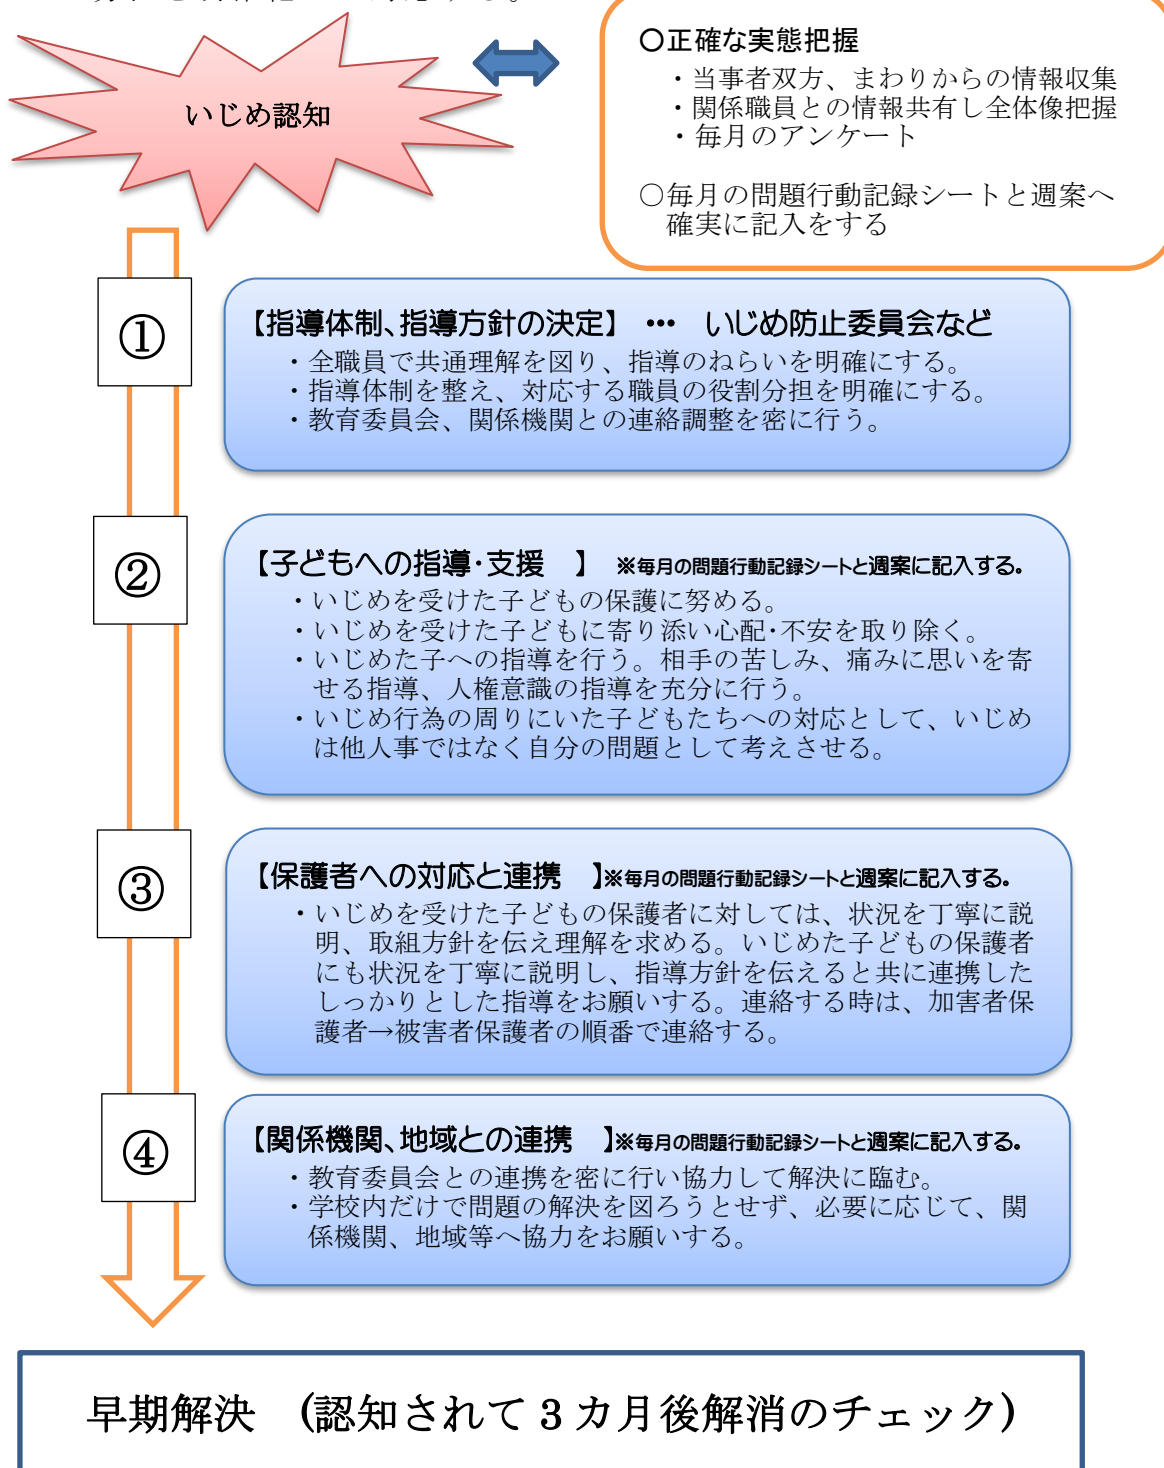 いじめ認知
〇正確な実態把握
・当事者双方、まわりからの情報収集
・関係職員との情報共有し全体像把握
・毎月のアンケート
〇毎月の問題行動記録シートと週案へ
確実に記入をする
①
【指導体制、指導方針の決定】 … いじめ防止委員会など
・全職員で共通理解を図り、指導のねらいを明確にする。
・指導体制を整え、対応する職員の役割分担を明確にする。
・教育委員会、関係機関との連絡調整を密に行う。
②
【子どもへの指導・支援 】 ※毎月の問題行動記録シートと週案に記入する。
・いじめを受けた子どもの保護に努める。
・いじめを受けた子どもに寄り添い心配・不安を取り除く。
・いじめた子への指導を行う。相手の苦しみ、痛みに思いを寄
せる指導、人権意識の指導を充分に行う。
・いじめ行為の周りにいた子どもたちへの対応として、いじめ
は他人事ではなく自分の問題として考えさせる。
③
【保護者への対応と連携 】※毎月の問題行動記録シートと週案に記入する。
・いじめを受けた子どもの保護者に対しては、状況を丁寧に説
明、取組方針を伝え理解を求める。いじめた子どもの保護者
にも状況を丁寧に説明し、指導方針を伝えると共に連携した
しっかりとした指導をお願いする。連絡する時は、加害者保
護者→被害者保護者の順番で連絡する。
④
【関係機関、地域との連携 】※毎月の問題行動記録シートと週案に記入する。
・教育委員会との連携を密に行い協力して解決に臨む。
・学校内だけで問題の解決を図ろうとせず、必要に応じて、関
係機関、地域等へ協力をお願いする。
早期解決 (認知されて3カ月後解消のチェック)